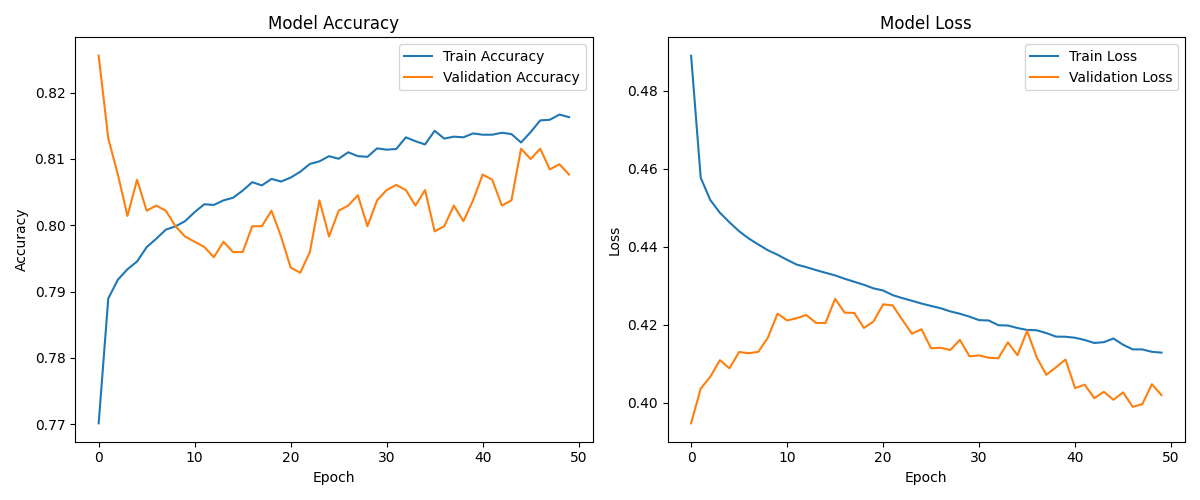 Model Accuracy
Train Accuracy
Validation Accuracy
0.82
0.81
0.80
0.79
0.78
0.77
Accuracy
0 10 20 30 40 50
Epoch
Model Loss
Train Loss
Validation Loss
0.48
0.46
0.44
0.42
0.40
Loss
0 10 20 30 40 50
Epoch